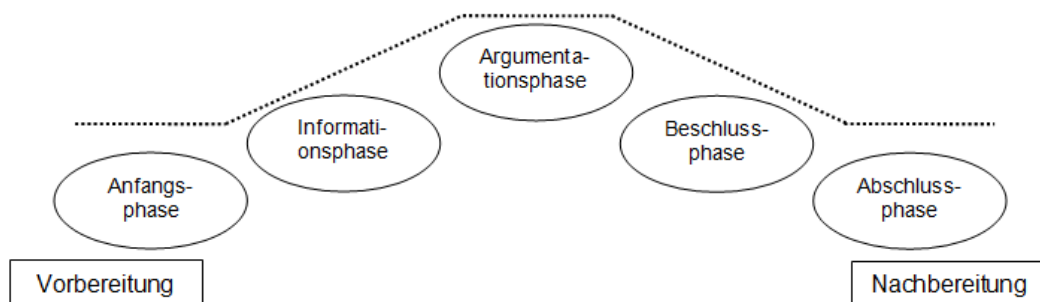 Argumenta-
tionsphase
Informati-
onsphase
Beschluss-
phase
Anfangs-
phase
Abschluss-
phase
Vorbereitung
Nachbereitung